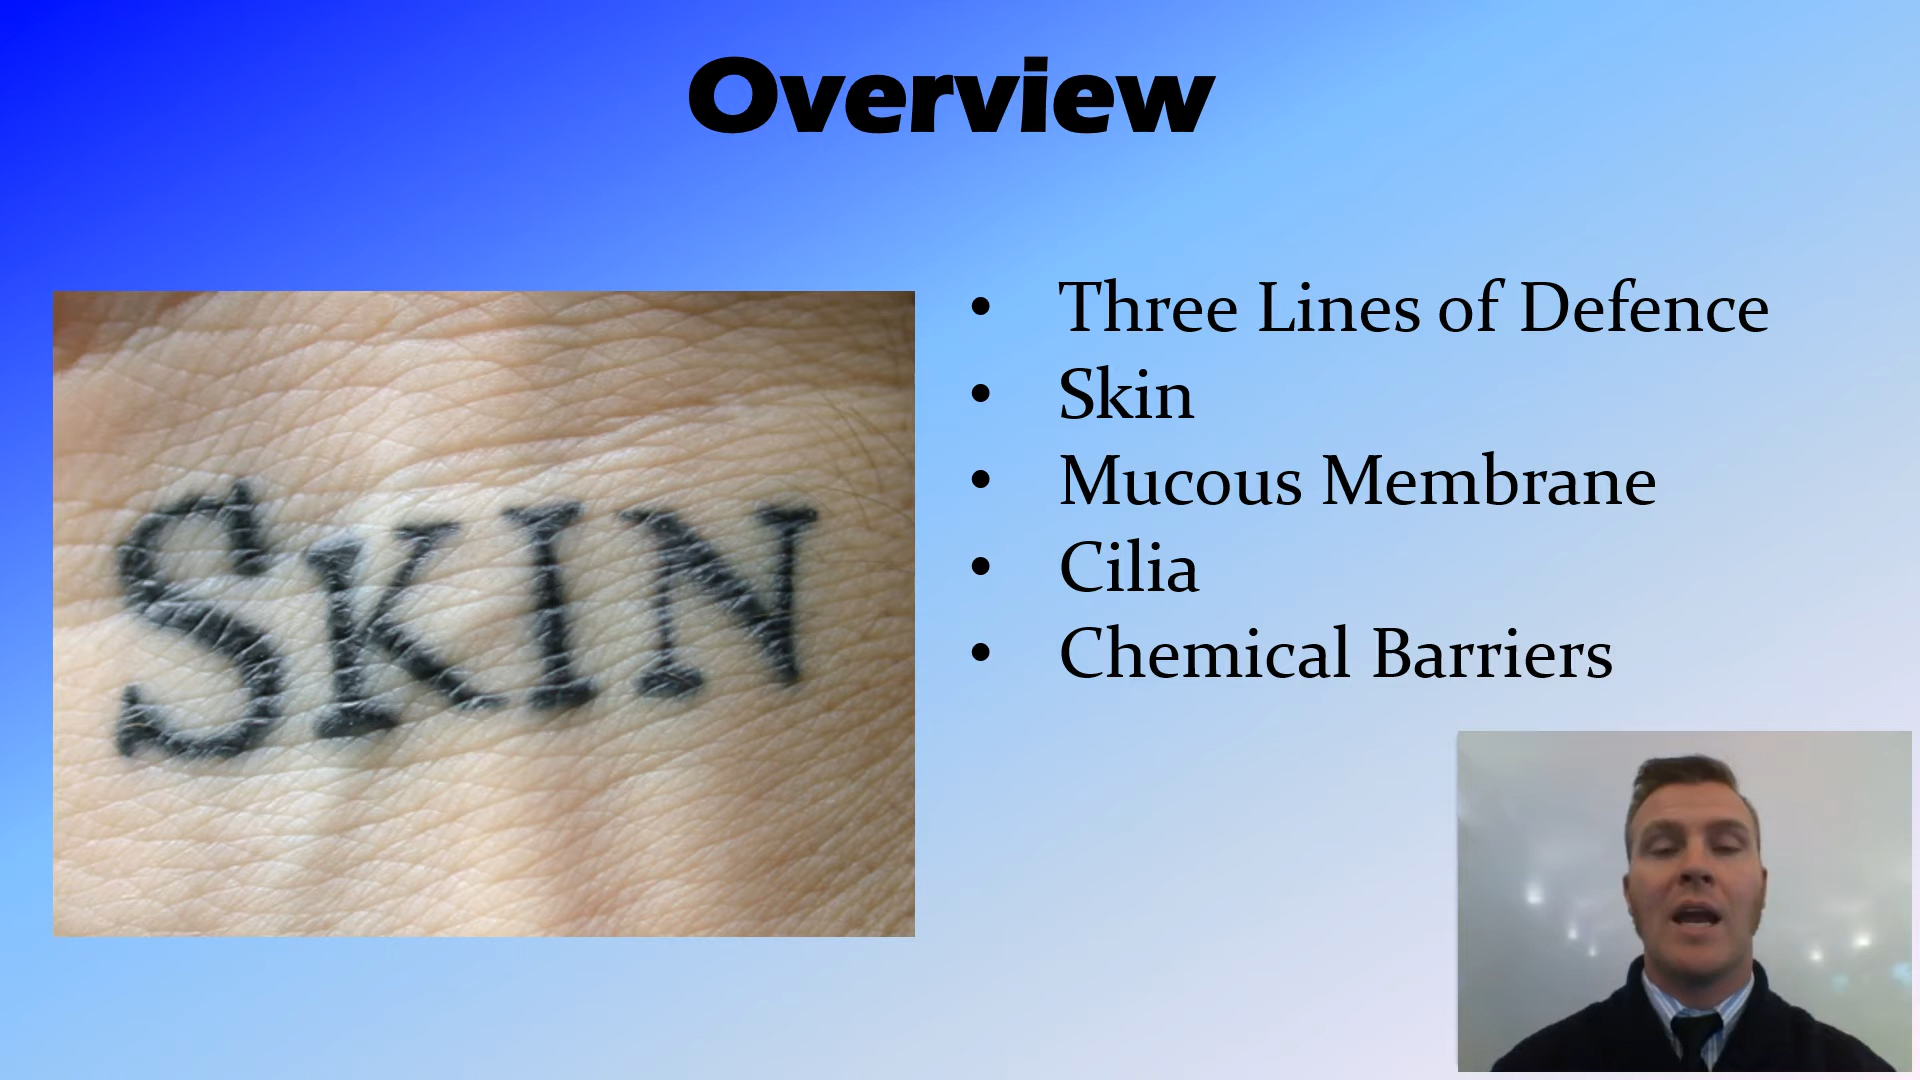 Overview
SKIN
• Three Lines of Defence
• Skin
• Mucous Membrane
• Cilia
• Chemical Barriers